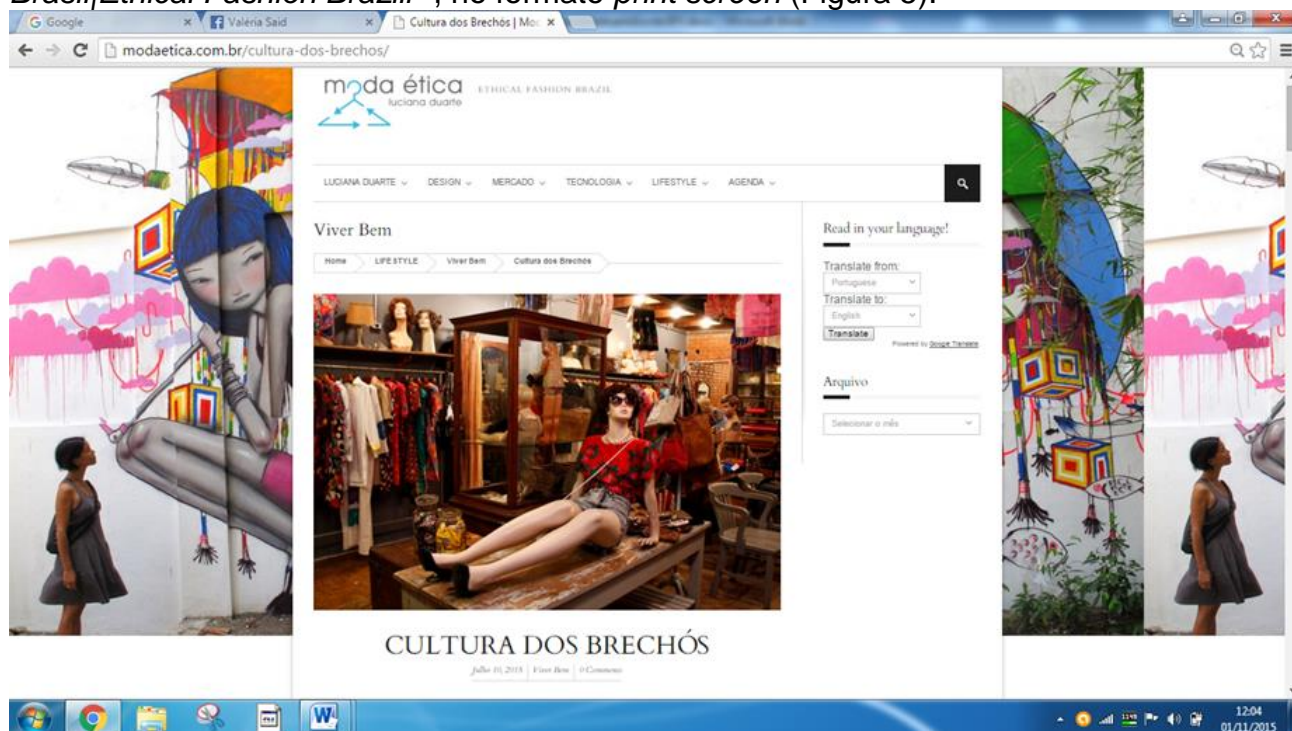 Brasil|Ethical Fashion Brazil", no formato print screen (Figura
Google
Valéria Said
Cultura dos Brechós | Mo
modaetica.com.br/cultura-dos-brechos/
moda ética
luciana duarte
ETHICAL FASHION BRAZIL
LUCIANA DUARTE DESIGN MERCADO TECNOLOGIA LIFESTYLE AGENDA
Viver Bem
Home LIFESTYLE Viver Bem Cultura dos Brechós
Read in your language!
Translate from:
Portuguese
Translate to:
English
Translate
Powered by Google Translate
Arquivo
Selecionar o mês
CULTURA DOS BRECHÓS
Julho 10, 2015 | Viver Bem | 0 Comments
12:04
01/11/2015